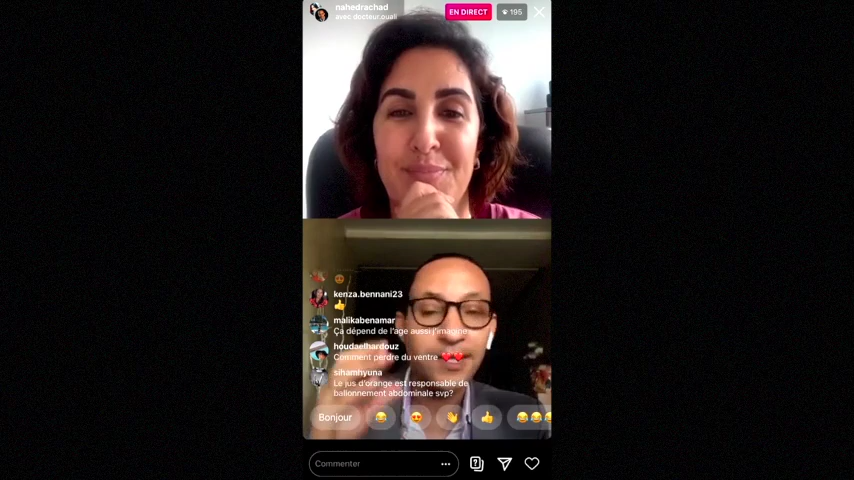 nahedrachad
avec docteur.ouali
EN DIRECT
195
kenza.bennani23
malikabenamar
Ça dépend de l'age aussi j'imagine
houdaelhardouz
Comment perdre du ventre
sihamhyuna
Le jus d'orange est responsable de
ballonnement abdominale svp?
Bonjour
Commenter